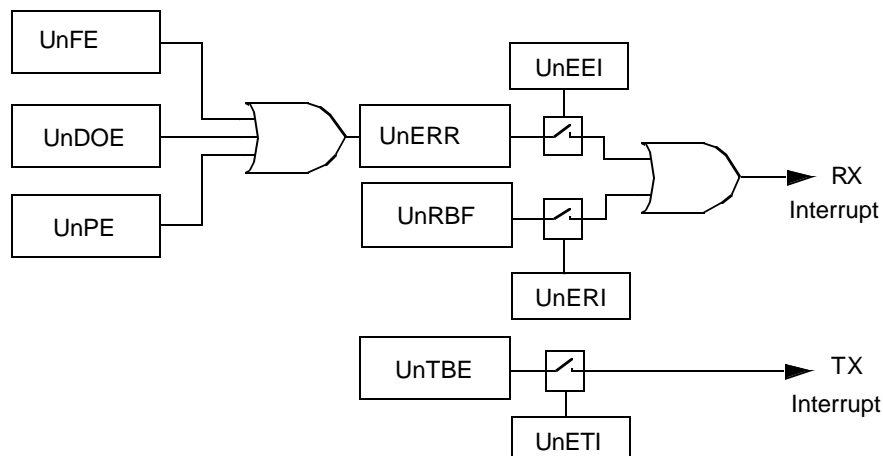 UnFE
UnEEI
UnDOE
UnERR
RX
Interrupt
UnRBF
UnPE
UnERI
UnTBE
TX
Interrupt
UnETI